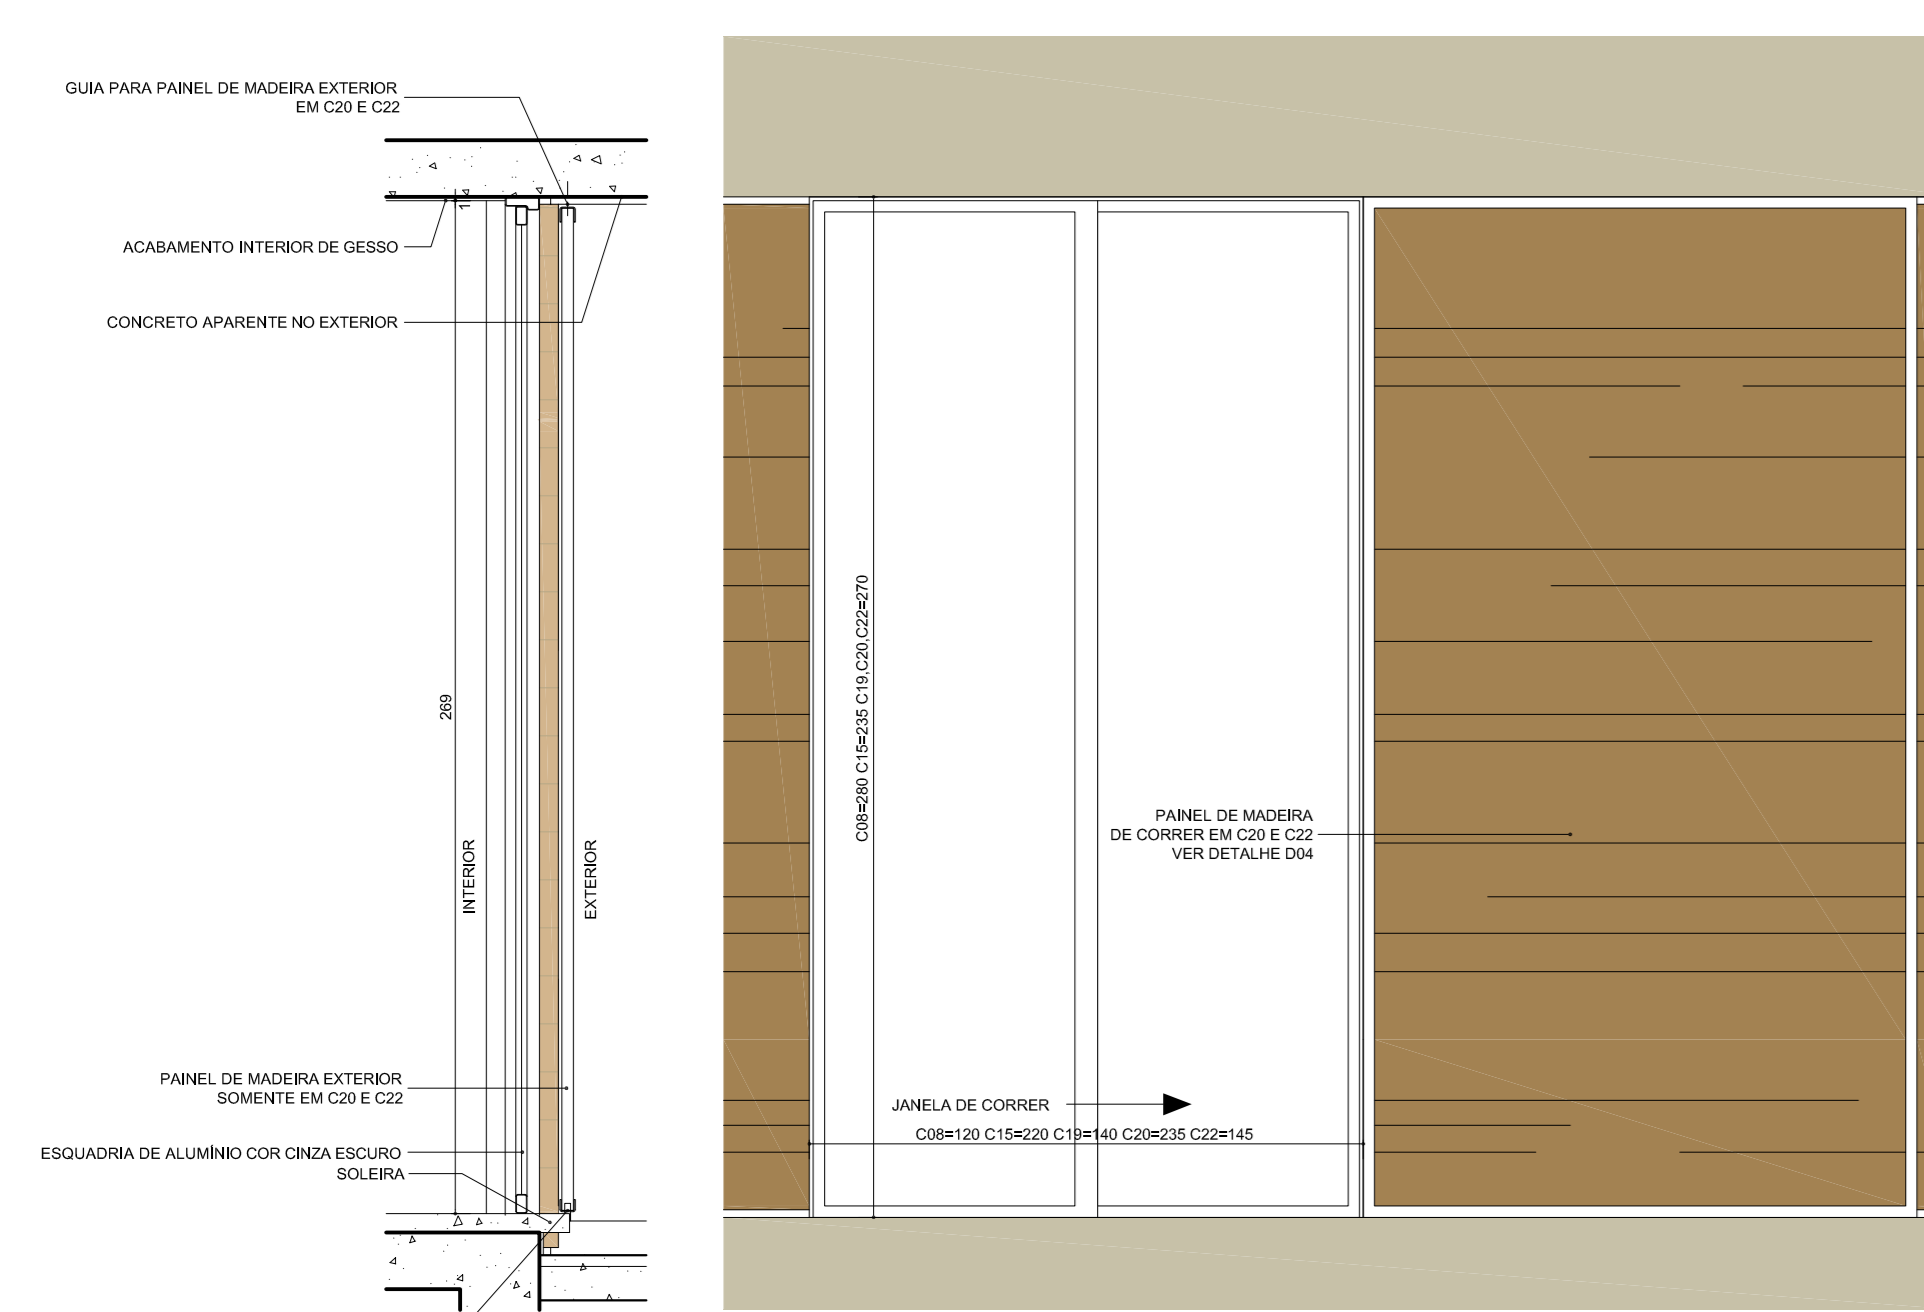 GUIA PARA PAINEL DE MADEIRA EXTERIOR
EM C20 E C22
1
ACABAMENTO INTERIOR DE GESSO
CONCRETO APARENTE NO EXTERIOR
269
INTERIOR
EXTERIOR
PAINEL DE MADEIRA EXTERIOR
SOMENTE EM C20 E C22
ESQUADRIA DE ALUMÍNIO COR CINZA ESCURO
SOLEIRA
C08=280 C15=235 C19,C20,C22=270
PAINEL DE MADEIRA
DE CORRER EM C20 E C22
VER DETALHE D04
JANELA DE CORRER
C08=120 C15=220 C19=140 C20=235 C22=145